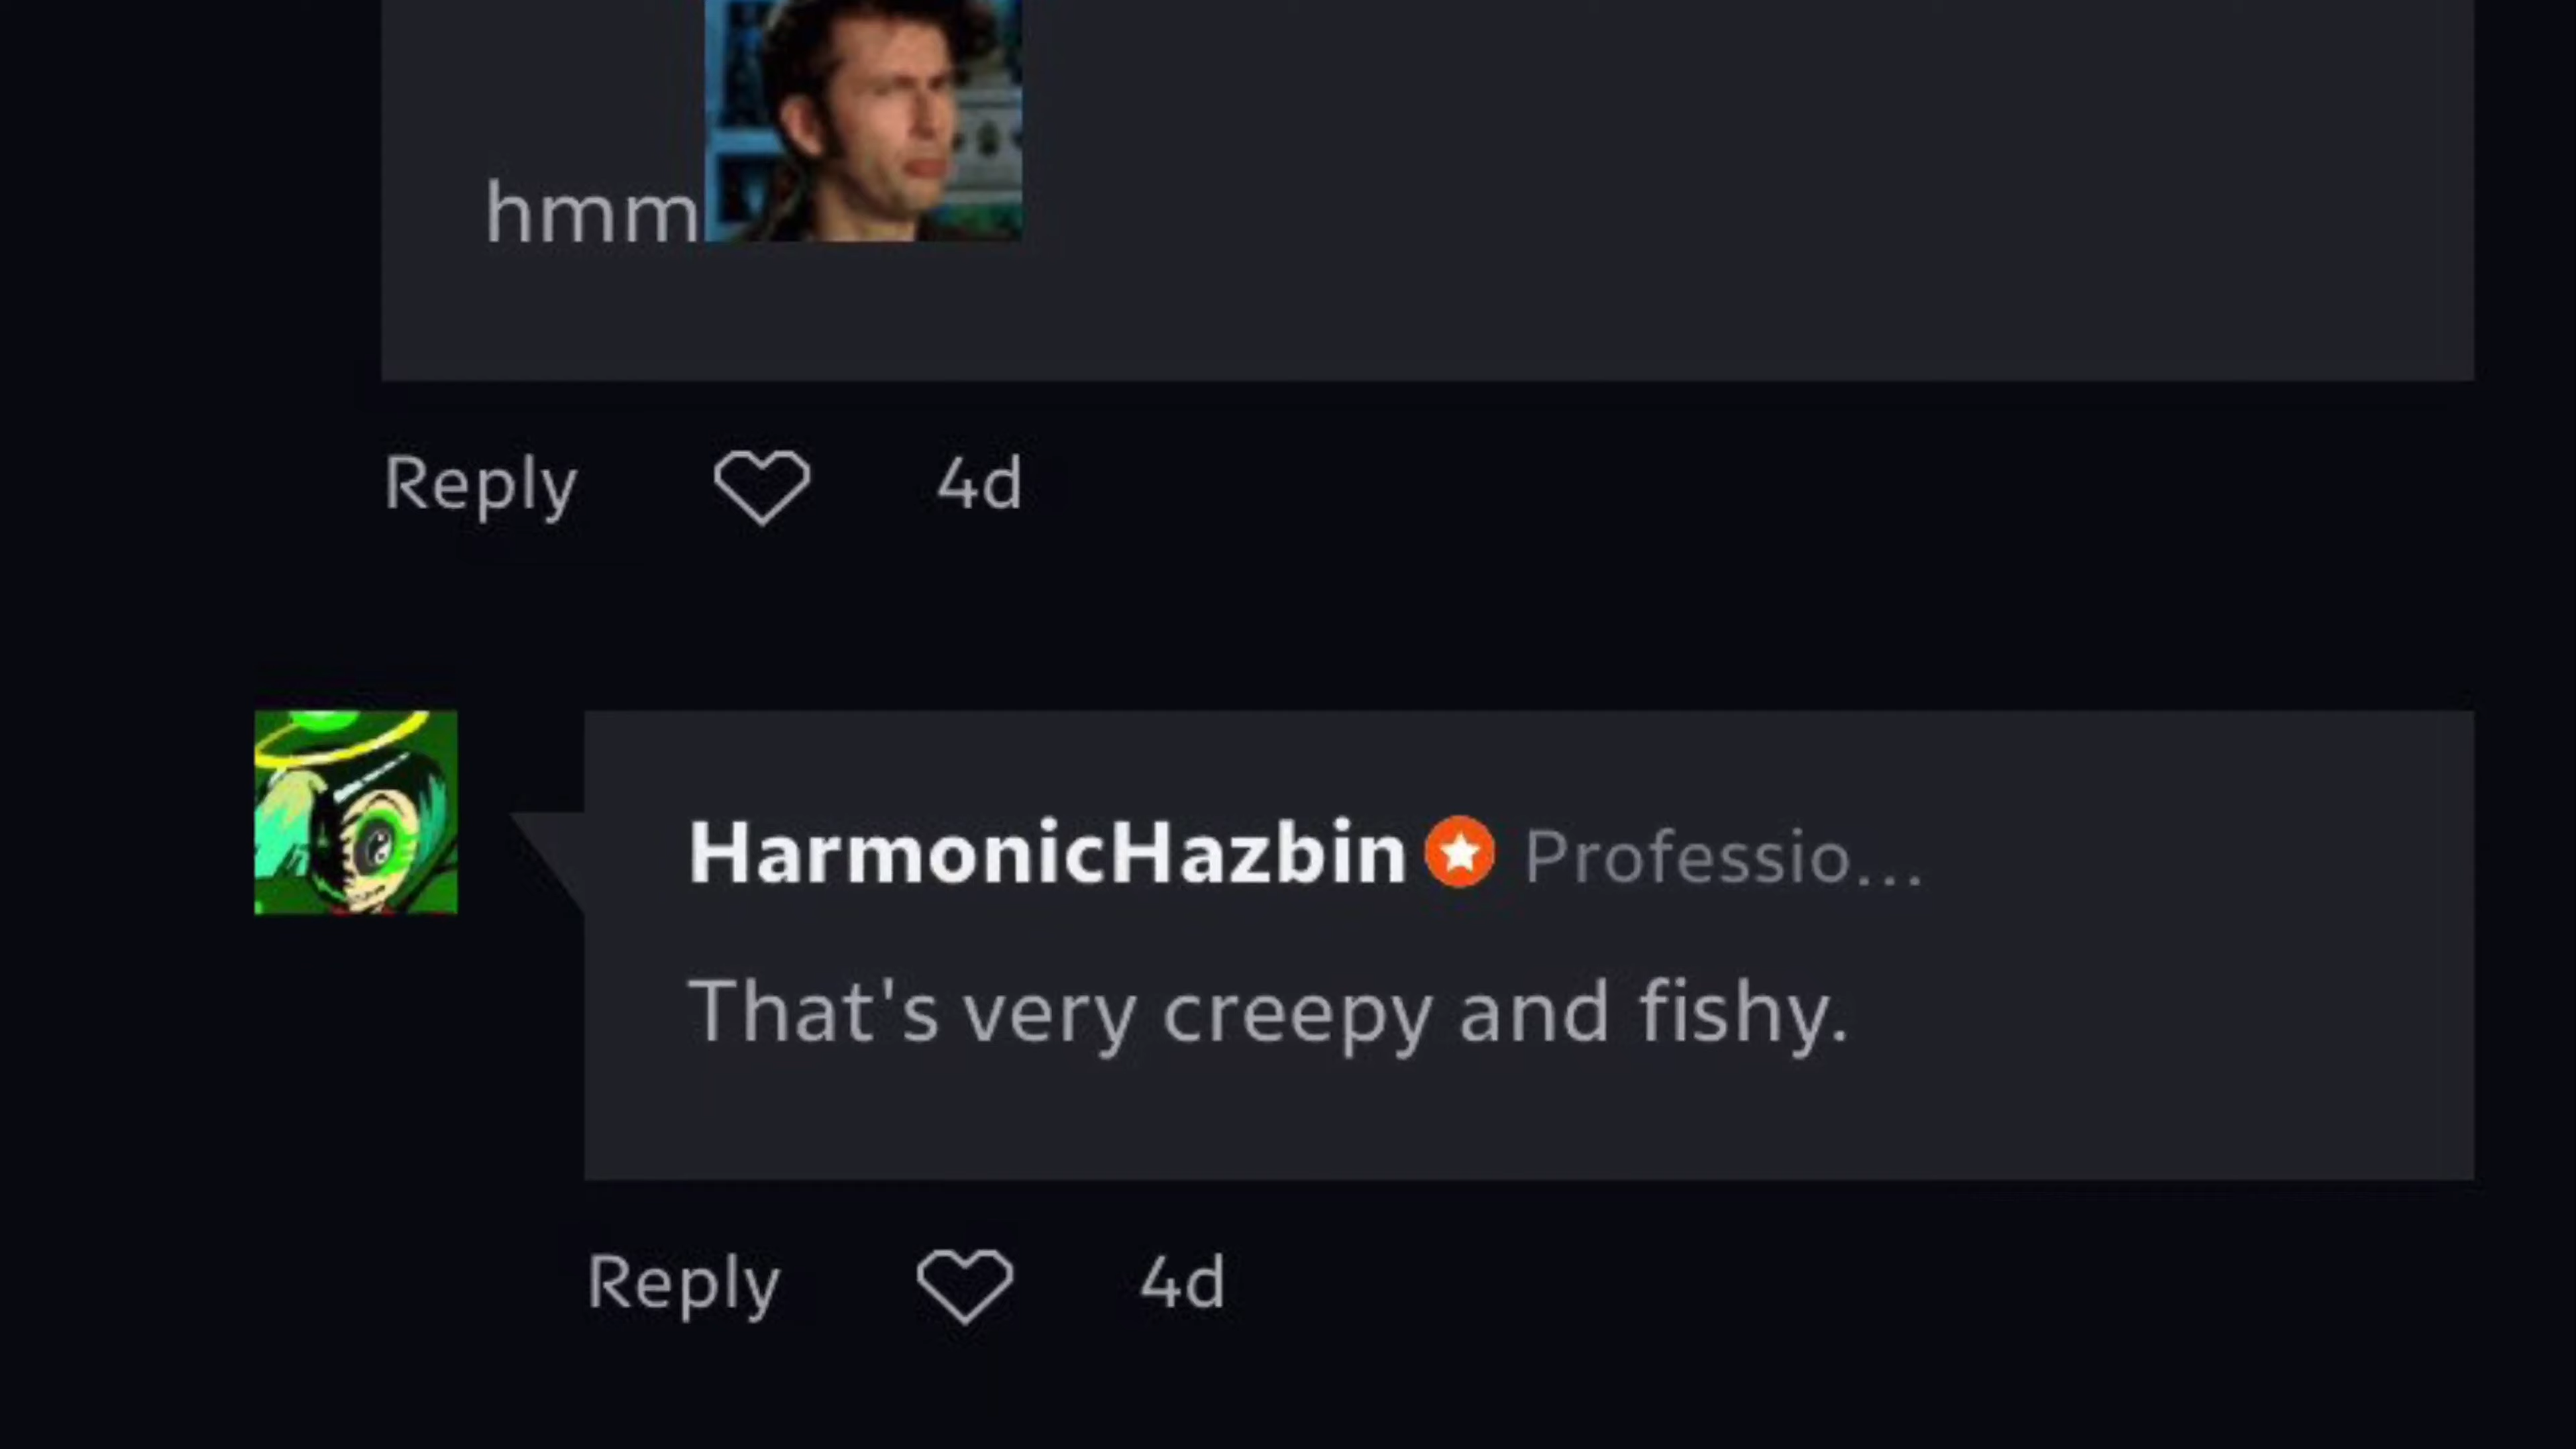 hmm
Reply 4d
HarmonicHazbin Professio...
That's very creepy and fishy.
Reply 4d